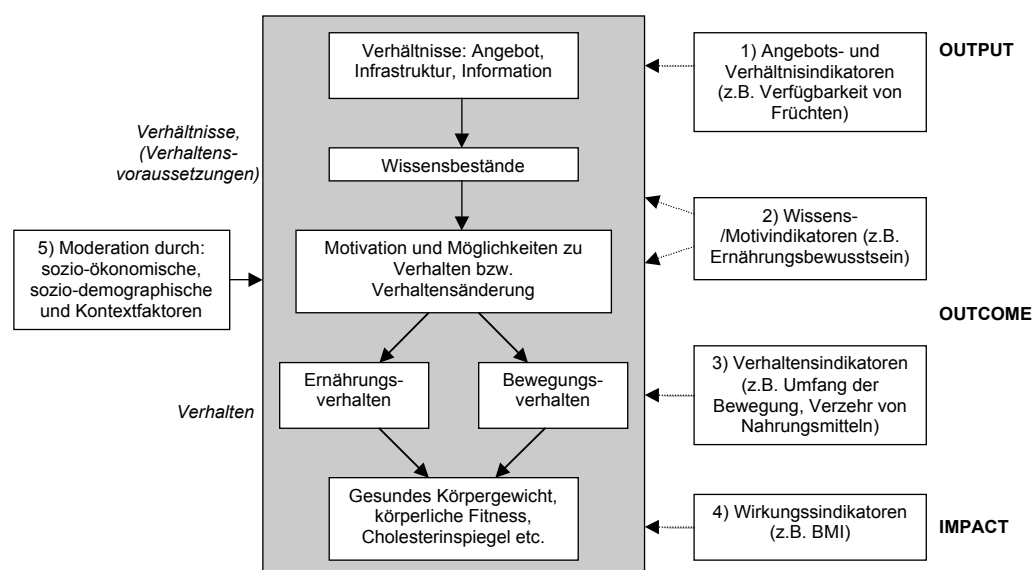 Verhältnisse: Angebot,
Infrastruktur, Information
1) Angebots- und
Verhältnisindikatoren
(z.B. Verfügbarkeit von
Früchten)
OUTPUT
Verhältnisse,
(Verhaltens-
voraussetzungen)
Wissensbestände
2) Wissens-
/Motivindikatoren (z.B.
Ernährungsbewusstsein)
5) Moderation durch:
sozio-ökonomische,
sozio-demographische
und Kontextfaktoren
Motivation und Möglichkeiten zu
Verhalten bzw.
Verhaltensänderung
OUTCOME
Verhalten
Ernährungs-
verhalten
Bewegungs-
verhalten
3) Verhaltensindikatoren
(z.B. Umfang der
Bewegung, Verzehr von
Nahrungsmitteln)
Gesundes Körpergewicht,
körperliche Fitness,
Cholesterinspiegel etc.
4) Wirkungssindikatoren
(z.B. BMI)
IMPACT